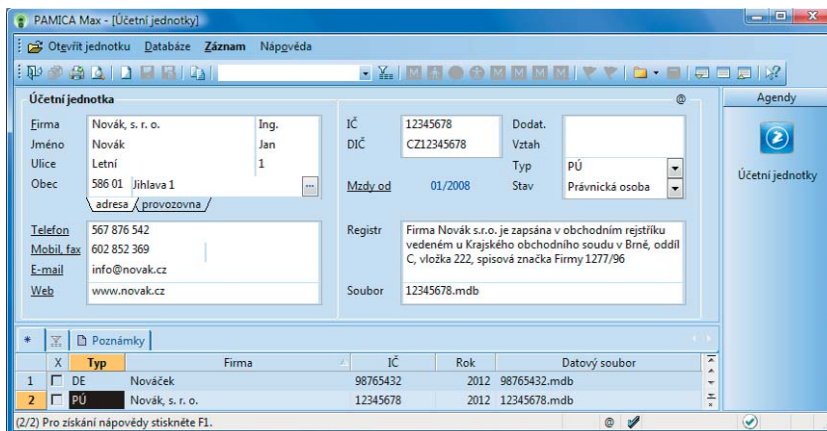 PAMICA Max - [Účetní jednotky]
Otevřít jednotku Databáze Záznam Nápověda
Účetní jednotka @ Agendy
Firma Novák, s. r. o. Ing. IČ 12345678 Dodat.
Jméno Novák Jan DIČ CZ12345678 Vztah
Ulice Letní 1 Typ PÚ
Obec 586 01 Jihlava 1 ... Mzdy od 01/2008 Stav Právnická osoba
Účetní jednotky
adresa provozovna
Telefon 567 876 542 Registr Firma Novák s.r.o. je zapsána v obchodním rejstříku
Mobil, fax 602 852 369 vedeném u Krajského obchodního soudu v Brně, oddíl
E-mail info@novak.cz C, vložka 222, spisová značka Firmy 1277/96
Web www.novak.cz Soubor 12345678.mdb
* Poznámky
X Typ Firma IČ Rok Datový soubor
1 DE Nováček 98765432 2012 98765432.mdb
2 PÚ Novák, s. r. o. 12345678 2012 12345678.mdb
(2/2) Pro získání nápovědy stiskněte F1. @